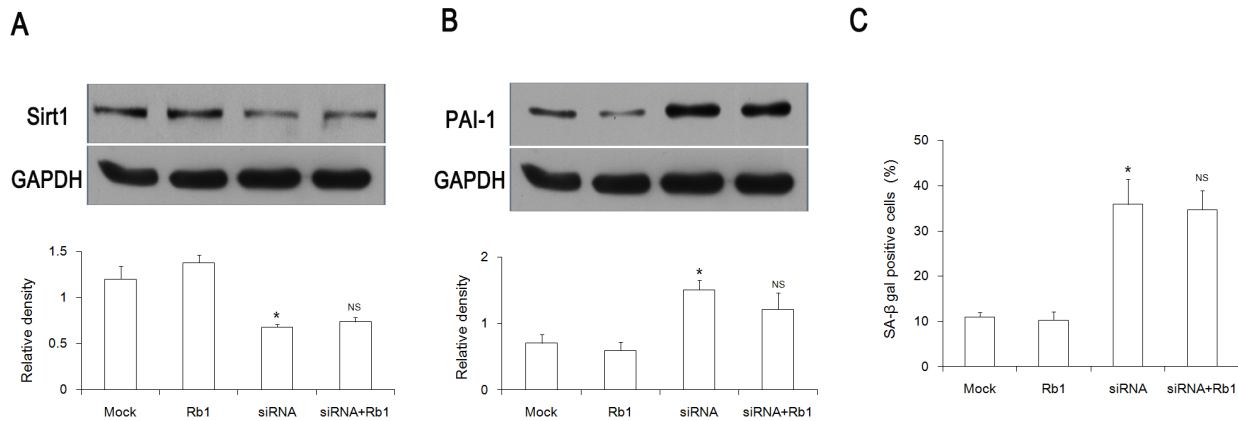 A
Sirt1
GAPDH
Relative density
1.5
1
0.5
0
*
NS
Mock Rb1 siRNA siRNA+Rb1
B
PAI-1
GAPDH
Relative density
2
1
0
*
NS
Mock Rb1 siRNA siRNA+Rb1
C
SA-β gal positive cells (%)
50
40
30
20
10
0
*
NS
Mock Rb1 siRNA siRNA+Rb1